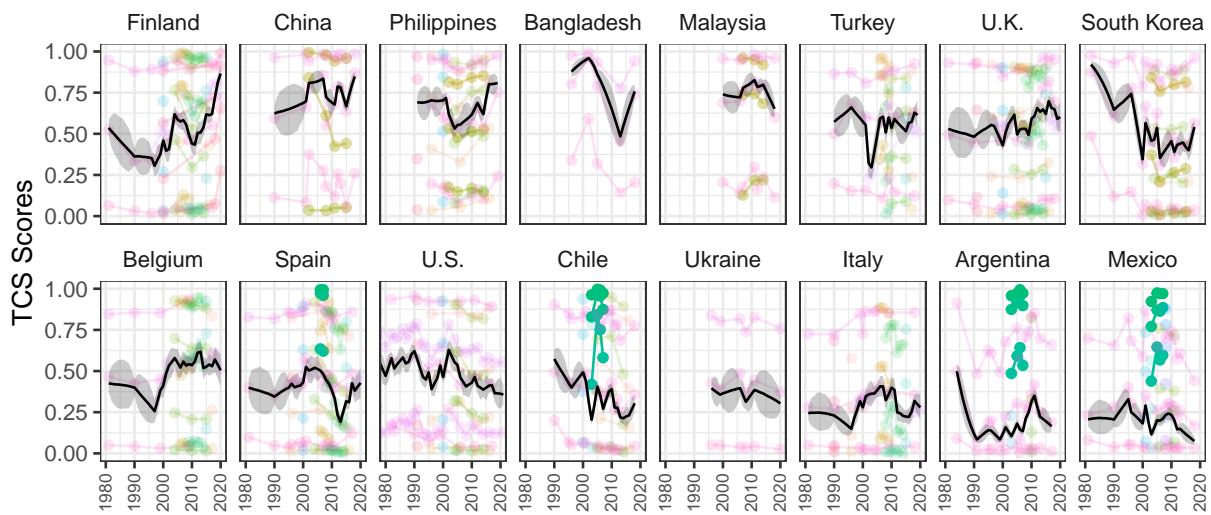 Finland China Philippines Bangladesh Malaysia Turkey U.K. South Korea
1.00
0.75
0.50
0.25
0.00
TCS Scores
Belgium Spain U.S. Chile Ukraine Italy Argentina Mexico
1.00
0.75
0.50
0.25
0.00
1980 1990 2000 2010 2020 1980 1990 2000 2010 2020 1980 1990 2000 2010 2020 1980 1990 2000 2010 2020 1980 1990 2000 2010 2020 1980 1990 2000 2010 2020 1980 1990 2000 2010 2020 1980 1990 2000 2010 2020